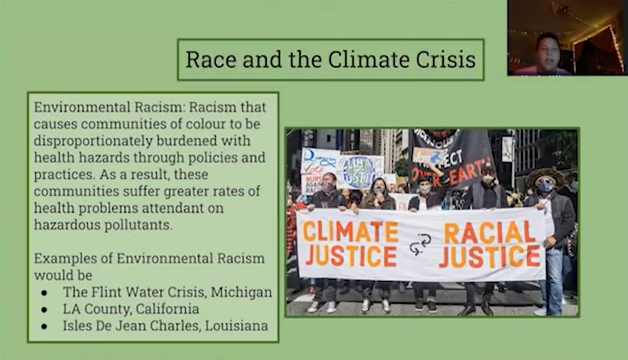 Race and the Climate Crisis
Environmental Racism: Racism that
causes communities of colour to be
disproportionately burdened with
health hazards through policies and
practices. As a result, these
communities suffer greater rates of
health problems attendant on
hazardous pollutants.
Examples of Environmental Racism
would be
The Flint Water Crisis, Michigan
LA County, California
Isles De Jean Charles, Louisiana
CLIMATE
JUSTICE
RACIAL
JUSTICE